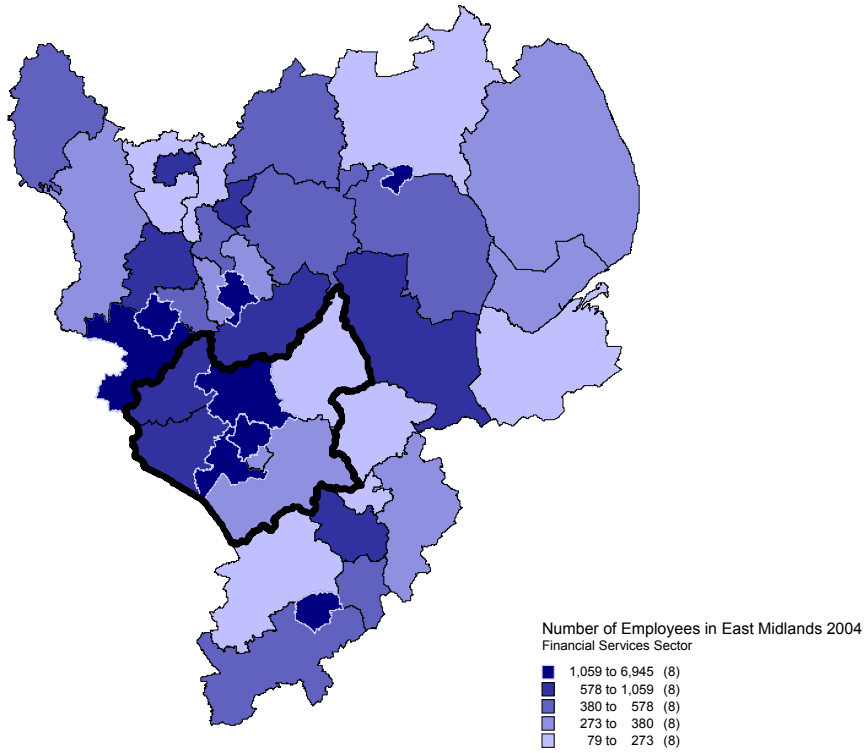 Number of Employees in East Midlands 2004
Financial Services Sector
1,059 to 6,945 (8)
578 to 1,059 (8)
380 to 578 (8)
273 to 380 (8)
79 to 273 (8)